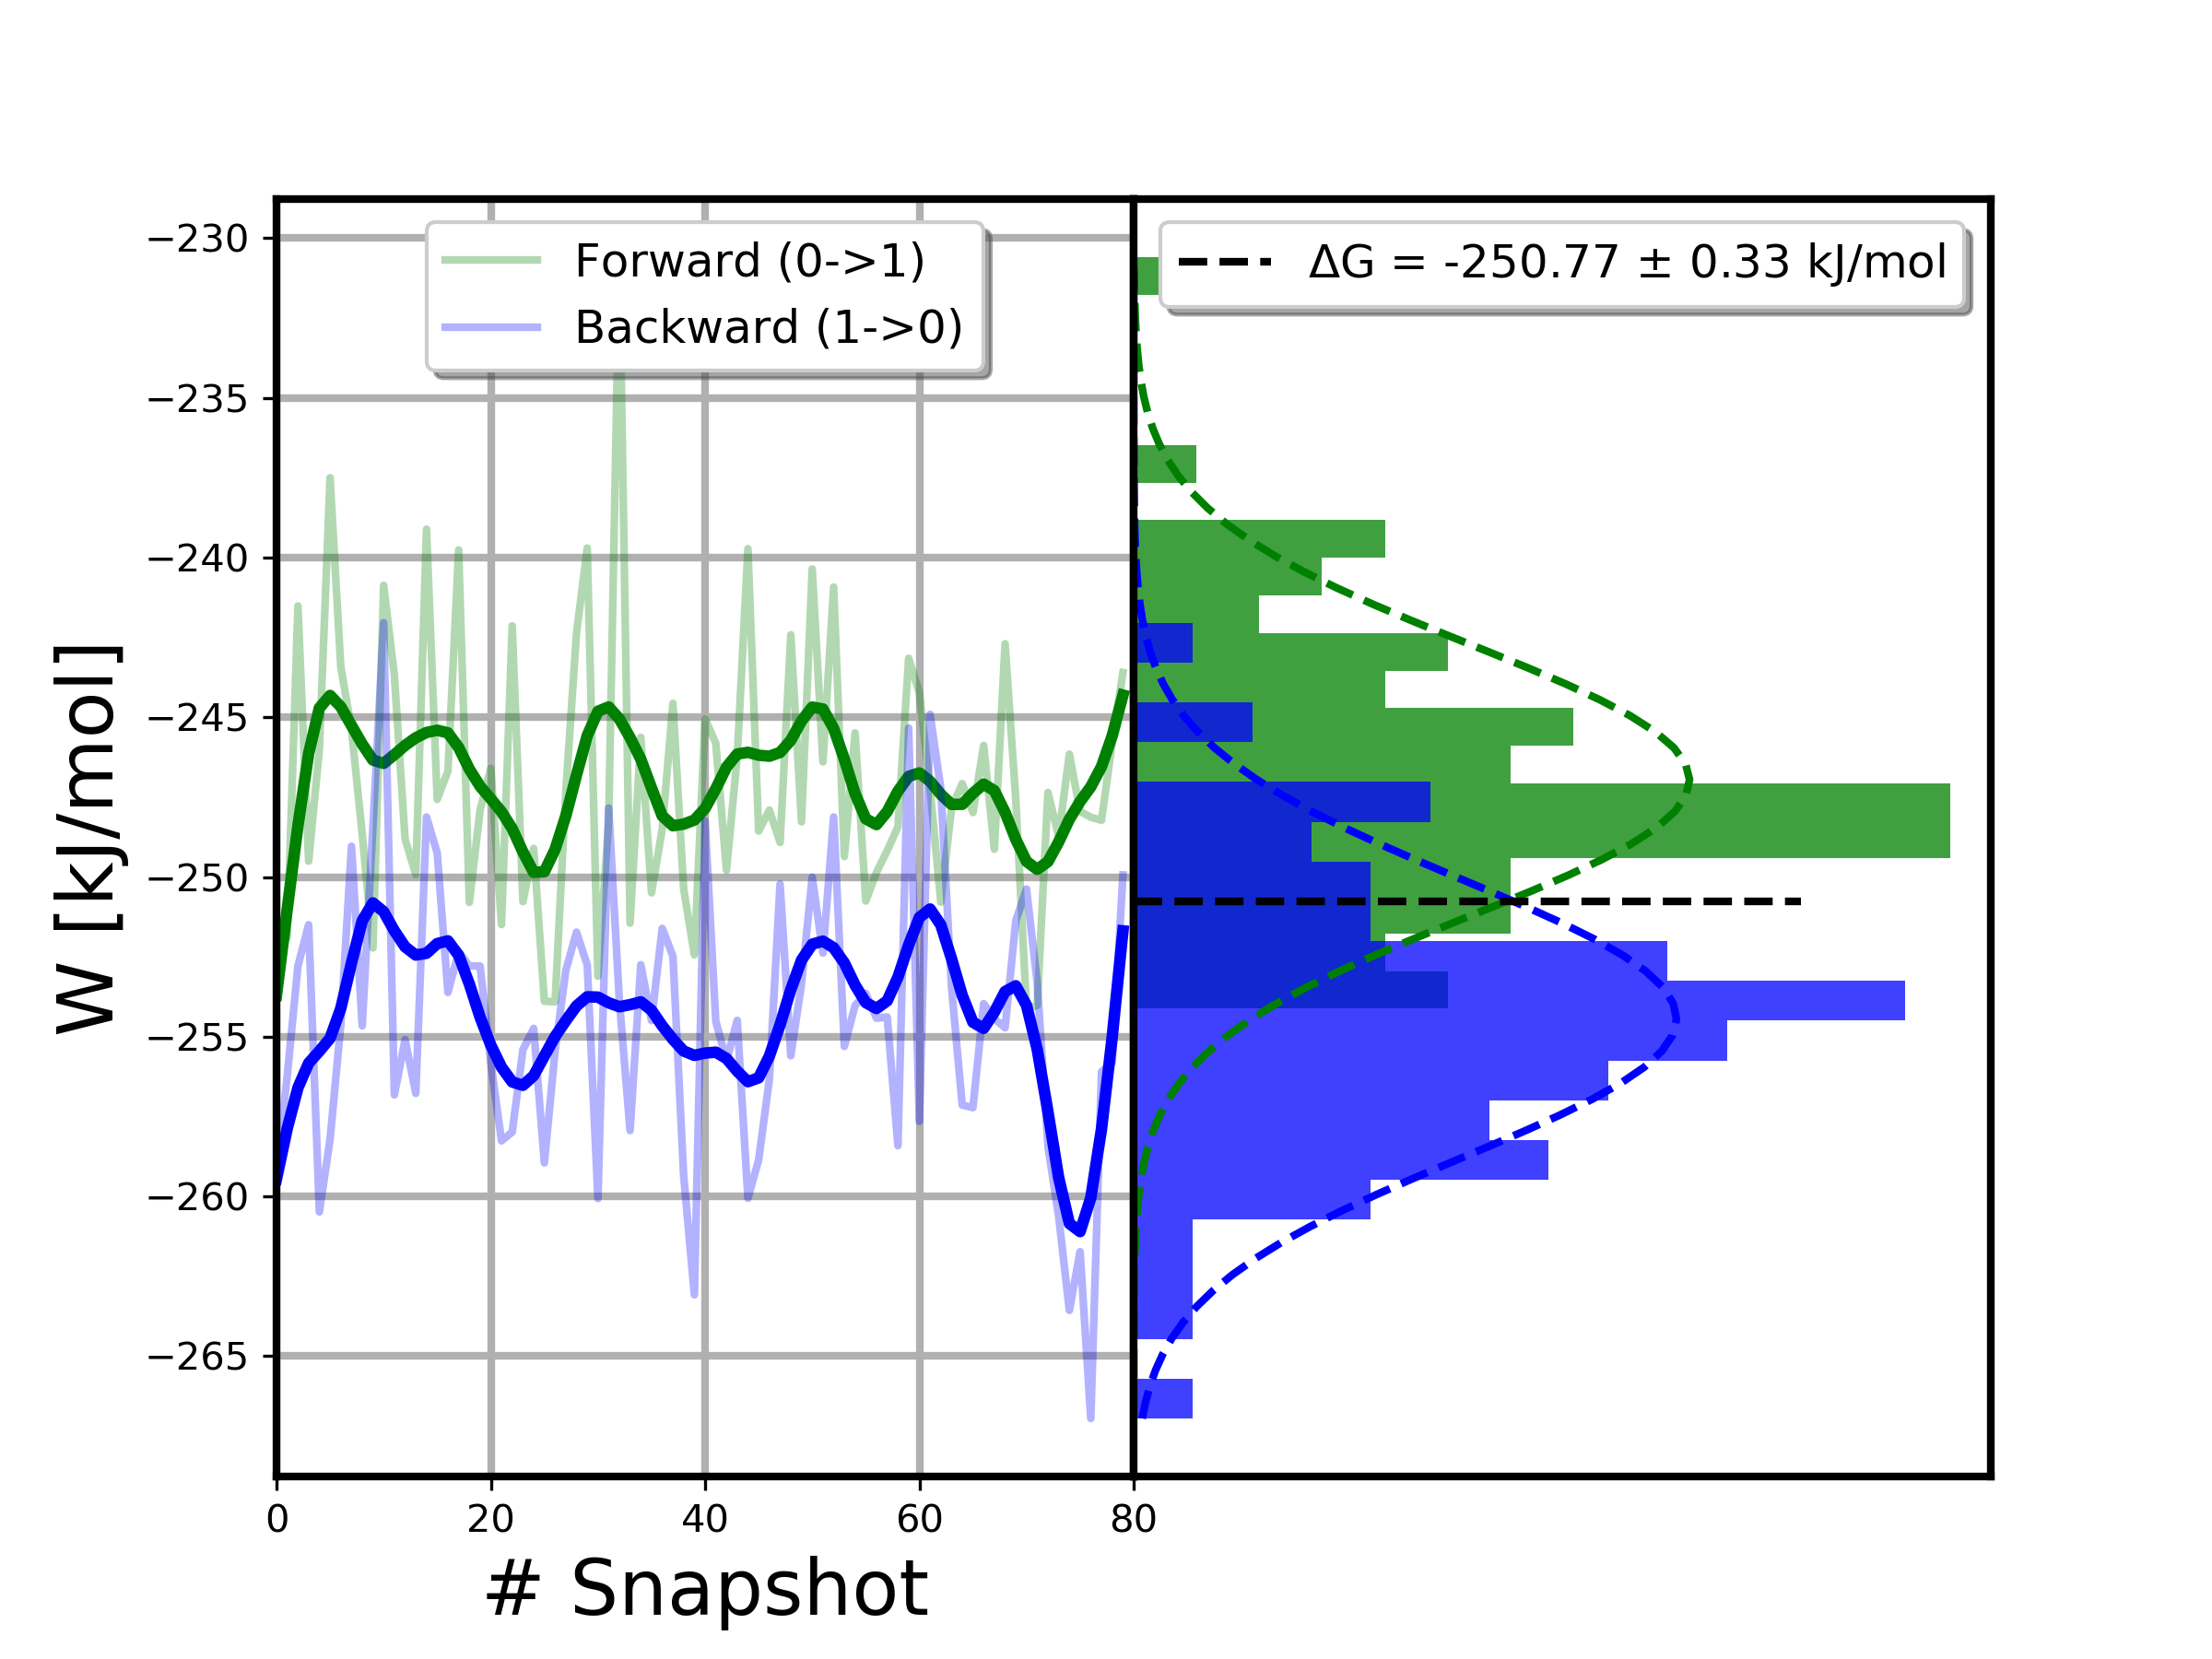 Forward (0->1)
Backward (1->0)
ΔG = -250.77 ± 0.33 kJ/mol
W [kJ/mol]
−230
−235
−240
−245
−250
−255
−260
−265
0 20 40 60 80
# Snapshot